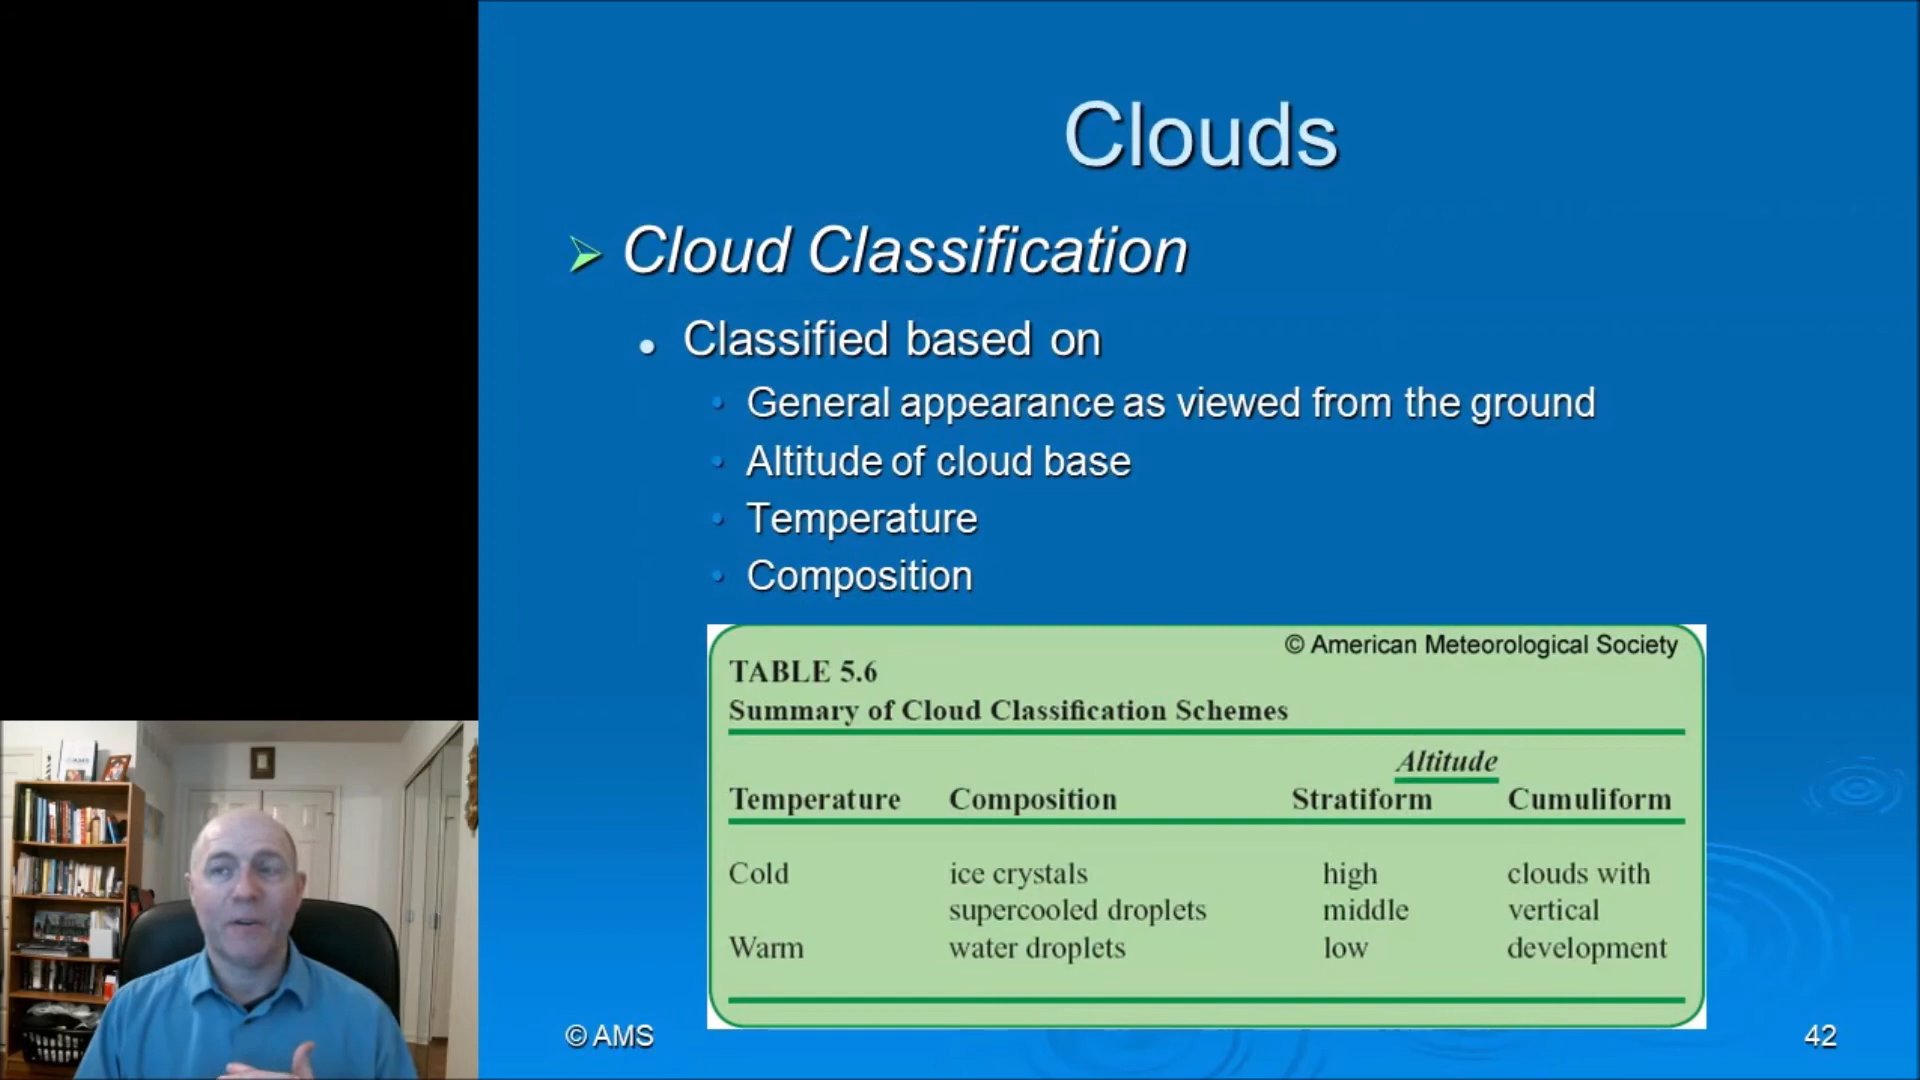 Clouds
Cloud Classification
Classified based on
General appearance as viewed from the ground
Altitude of cloud base
Temperature
Composition
© American Meteorological Society
TABLE 5.6
Summary of Cloud Classification Schemes
Altitude
Temperature Composition Stratiform Cumuliform
Cold ice crystals high clouds with
supercooled droplets middle vertical
Warm water droplets low development
© AMS
42